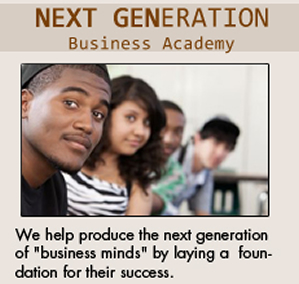 NEXT GENERATION
Business Academy
We help produce the next generation
of "business minds" by laying a foun-
dation for their success.